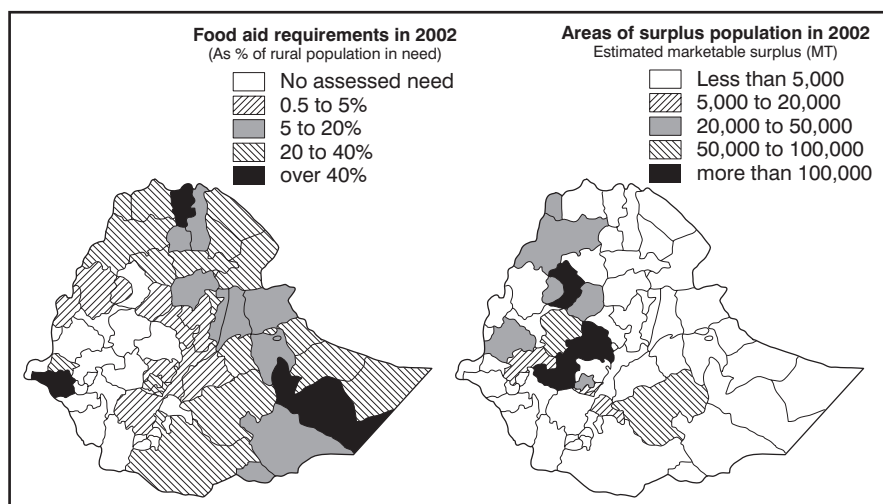 Food aid requirements in 2002
(As % of rural population in need)
No assessed need
0.5 to 5%
5 to 20%
20 to 40%
over 40%
Areas of surplus population in 2002
Estimated marketable surplus (MT)
Less than 5,000
5,000 to 20,000
20,000 to 50,000
50,000 to 100,000
more than 100,000